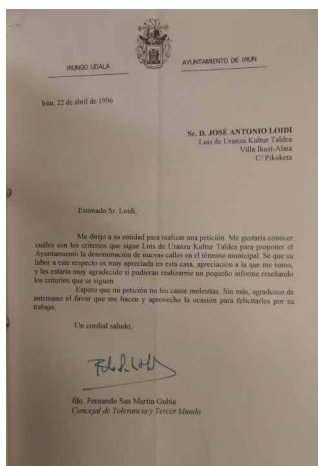 IRUNGO UDALA
AYUNTAMIENTO DE IRUN
Irún, 22 de abril de 1996
Sr. D. JOSÉ ANTONIO LOIDI
Luis de Uranzu Kultur Taldea
Villa Ikust-Alaia
C/ Pikoketa
Estimado Sr. Loidi,
Me dirijo a su entidad para realizar una petición. Me gustaría conocer
cuáles son los criterios que sigue Luis de Uranzu Kultur Taldea para proponer el
Ayuntamiento la denominación de nuevas calles en el término municipal. Sé que su
labor a este respecto es muy apreciada en esta casa, apreciación a la que me sumo,
y les estaría muy agradecido si pudieran realizarme un pequeño informe reseñando
los criterios que se siguen.
Espero que mi petición no les cause molestias. Sin más, agradezco de
antemano el favor que me hacen y aprovecho la ocasión para felicitarles por su
trabajo.
Un cordial saludo,
fdo. Fernando San Martín Gubia
Concejal de Tolerancia y Tercer Mundo